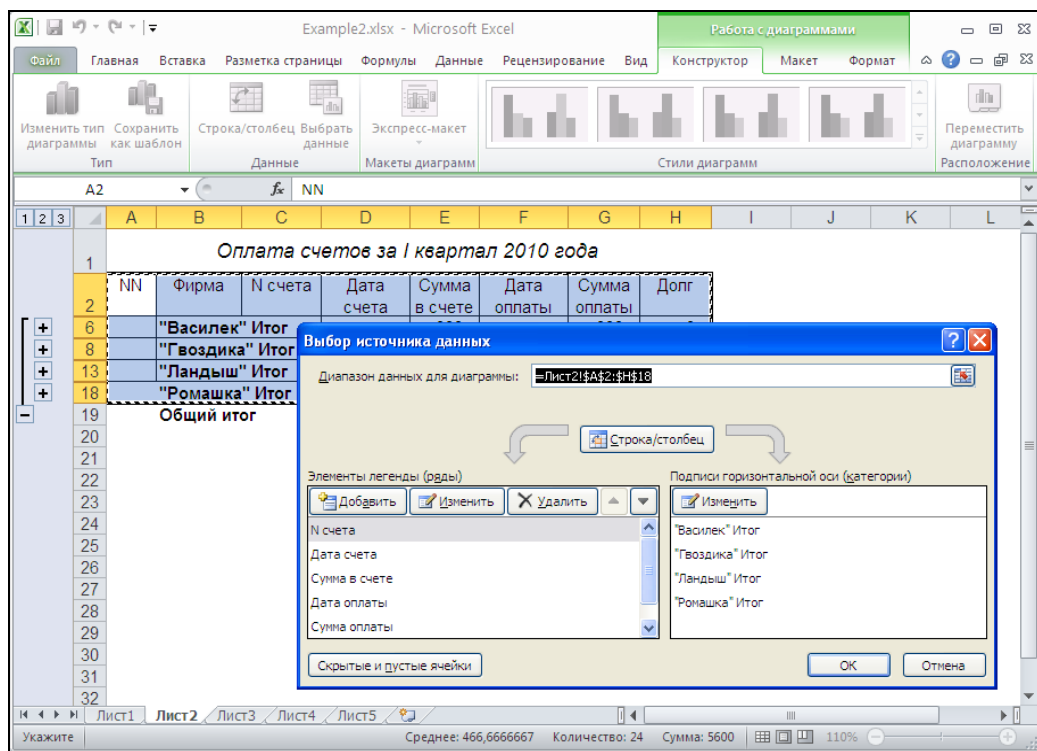 Example2.xlsx - Microsoft Excel
Работа с диаграммами
Файл Главная Вставка Разметка страницы Формулы Данные Рецензирование Вид Конструктор Макет Формат
Изменить тип диаграммы
Сохранить как шаблон
Тип
Строка/столбец
Выбрать данные
Данные
Экспресс-макет
Макеты диаграмм
Стили диаграмм
Переместить диаграмму
Расположение
A2 fx NN
1 2 3 A B C D E F G H I J K L
1 Оплата счетов за I квартал 2010 года
2 NN Фирма N счета Дата счета Сумма в счете Дата оплаты Сумма оплаты Долг
6 "Василек" Итог
8 "Гвоздика" Итог
13 "Ландыш" Итог
18 "Ромашка" Итог
19 Общий итог
20
21
22
23
24
25
26
27
28
29
30
31
32
Выбор источника данных
Диапазон данных для диаграммы: =Лист2!$A$2:$H$18
Строка/столбец
Элементы легенды (ряды)
Добавить Изменить Удалить
N счета
Дата счета
Сумма в счете
Дата оплаты
Сумма оплаты
Подписи горизонтальной оси (категории)
Изменить
"Василек" Итог
"Гвоздика" Итог
"Ландыш" Итог
"Ромашка" Итог
Скрытые и пустые ячейки
ОК Отмена
Лист1 Лист2 Лист3 Лист4 Лист5
Укажите Среднее: 466,6666667 Количество: 24 Сумма: 5600 110%